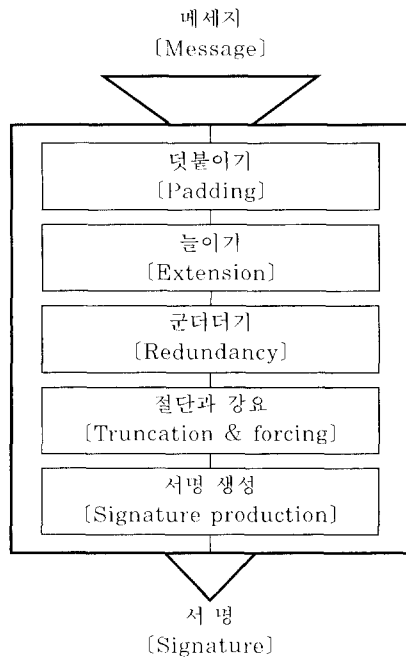 메세지
〔Message〕
덧붙이기
〔Padding〕
늘이기
〔Extension〕
군더더기
〔Redundancy〕
절단과 강요
〔Truncation & forcing〕
서명 생성
〔Signature production〕
서 명
〔Signature〕